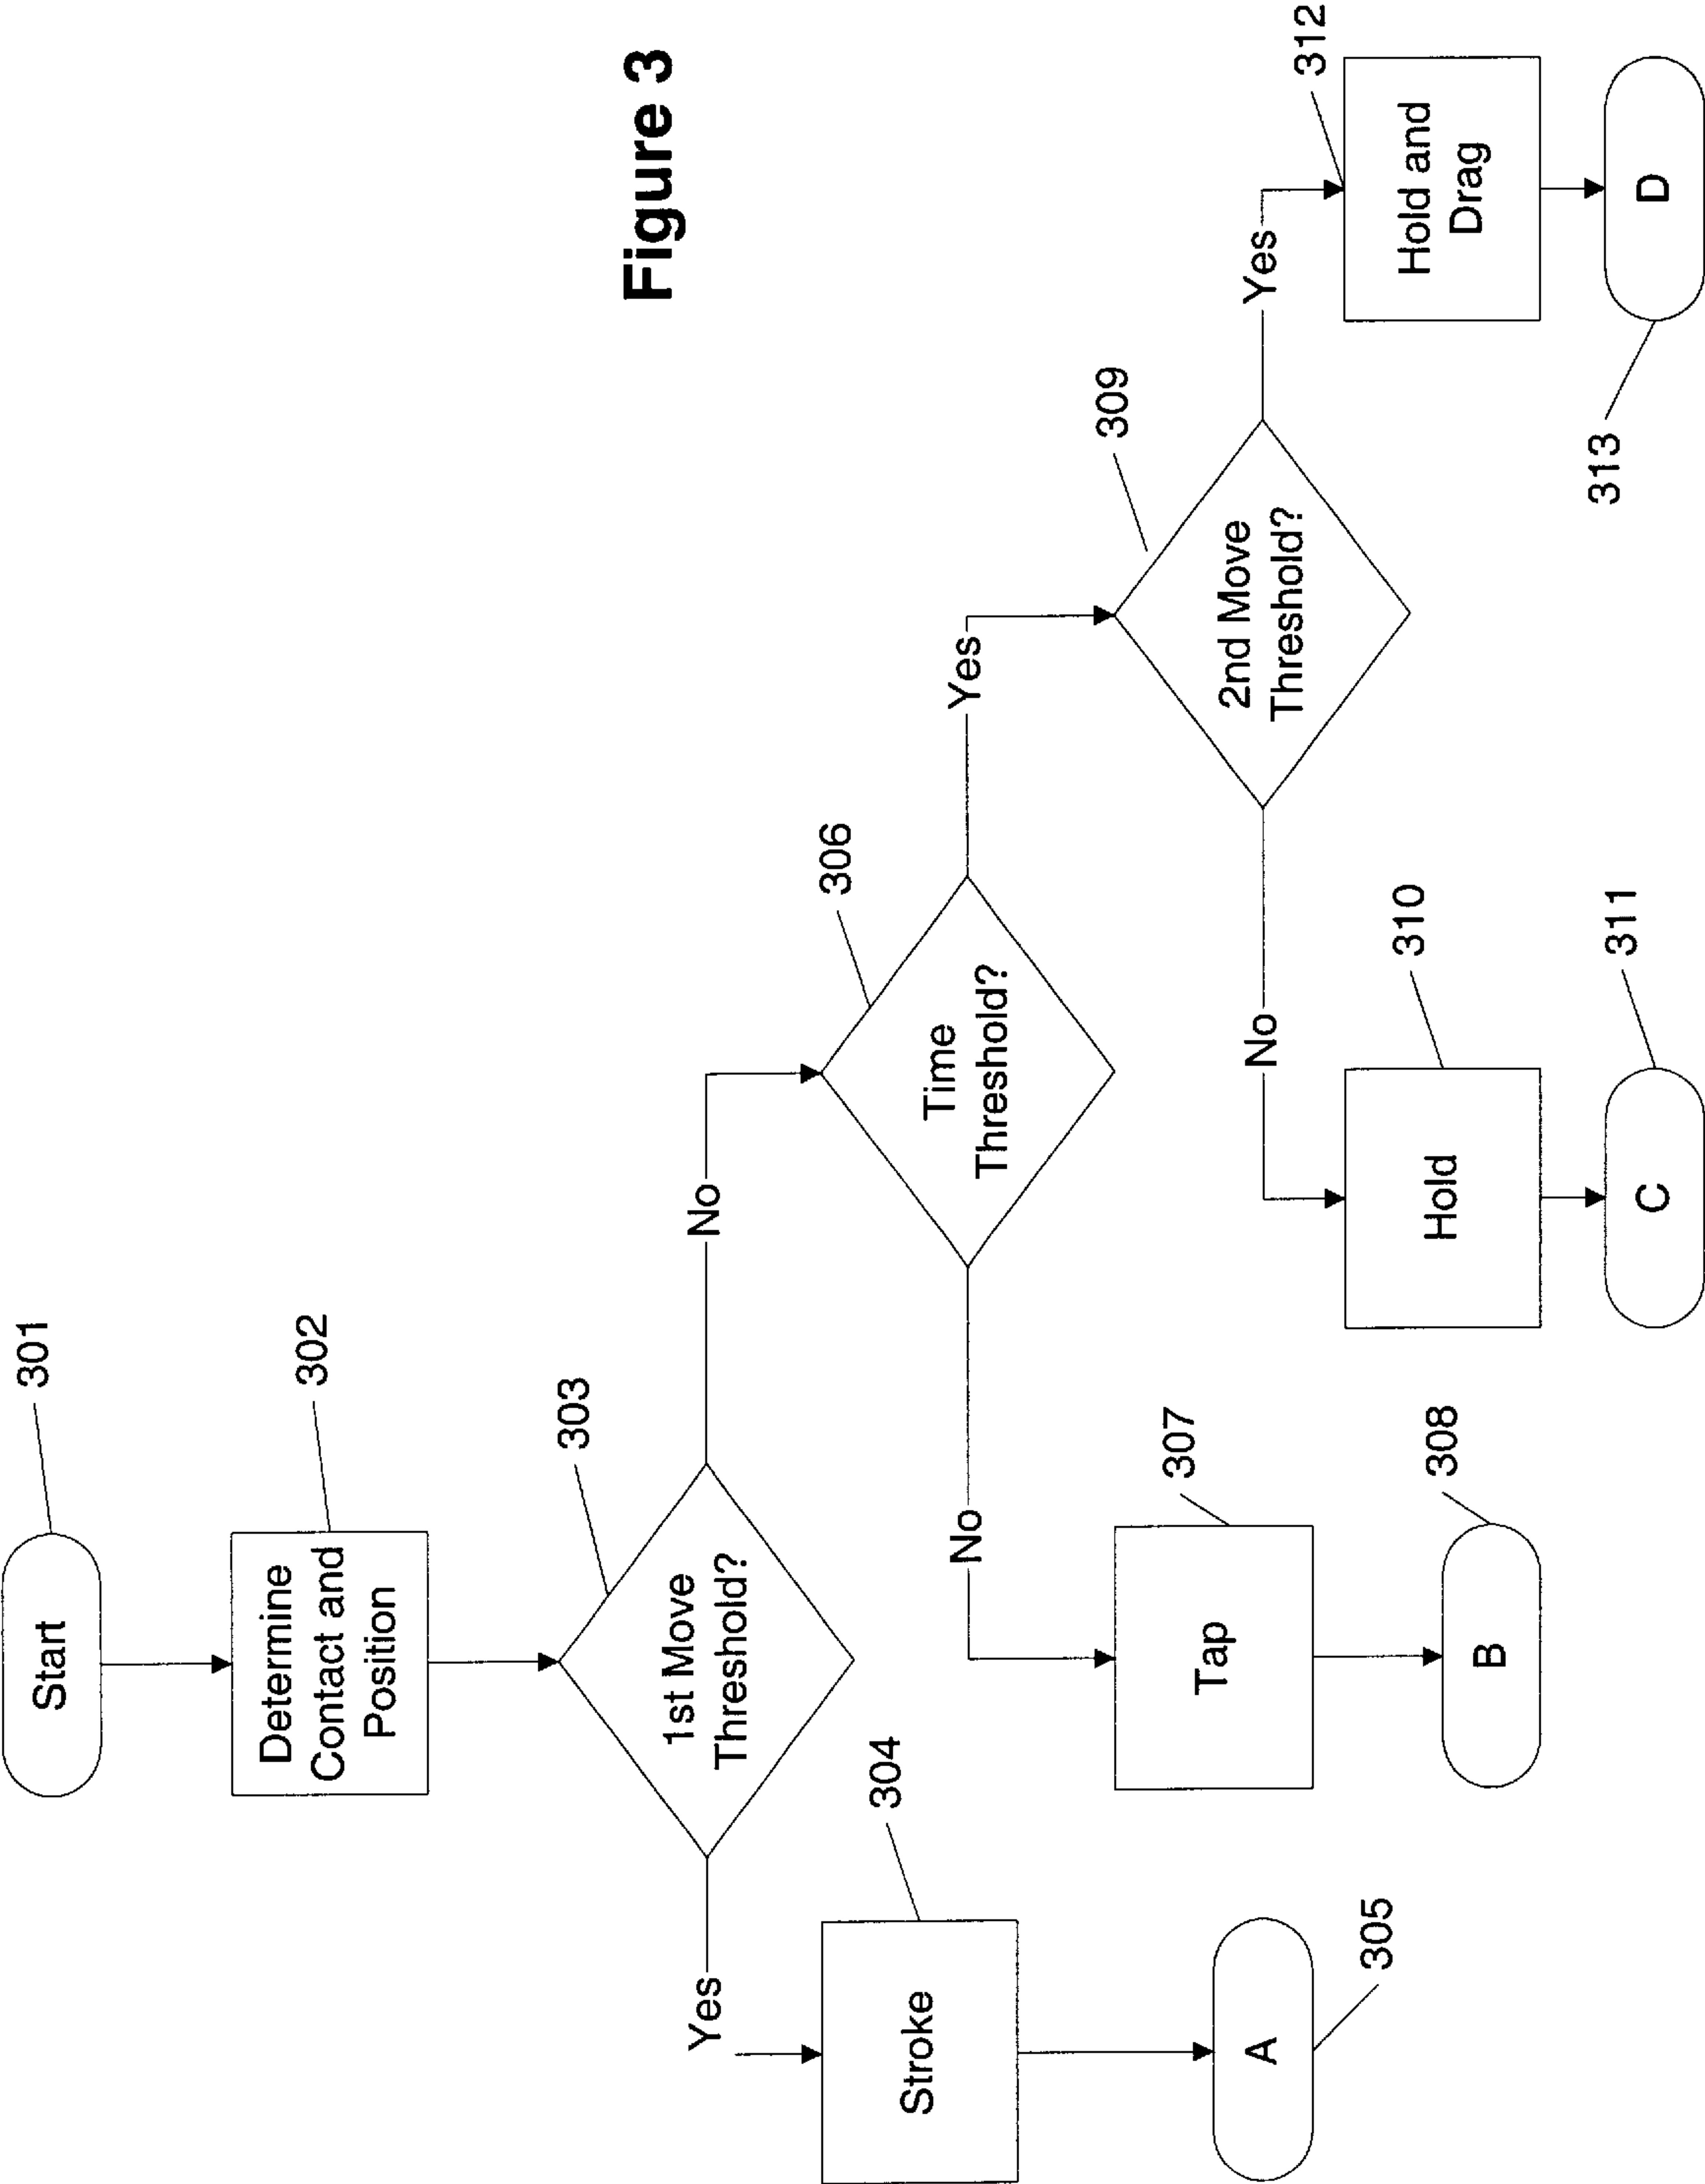 Figure 3
Start
301
Determine
Contact and
Position
302
1st Move
Threshold?
303
Yes
No
Stroke
304
A
305
Time
Threshold?
306
No
Yes
Tap
307
B
308
2nd Move
Threshold?
309
No
Yes
Hold
310
C
311
Hold and
Drag
312
D
313